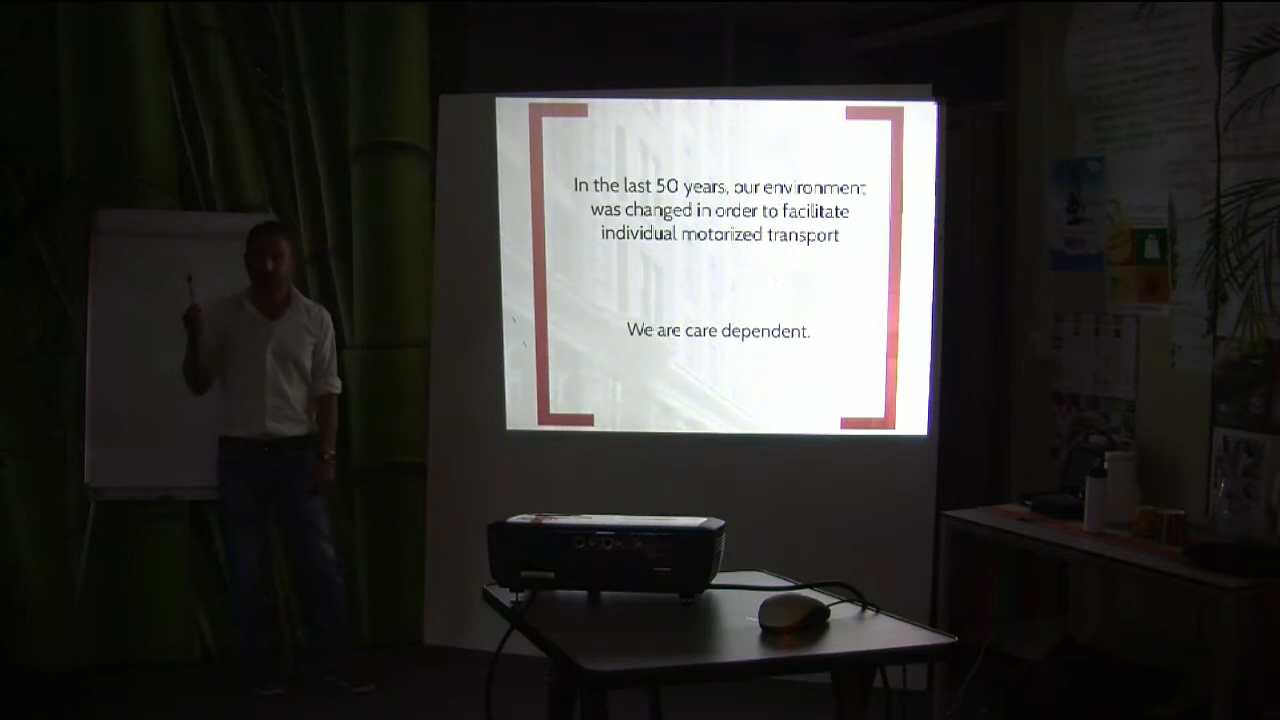 In the last 50 years, our environment
was changed in order to facilitate
individual motorized transport
We are care dependent.